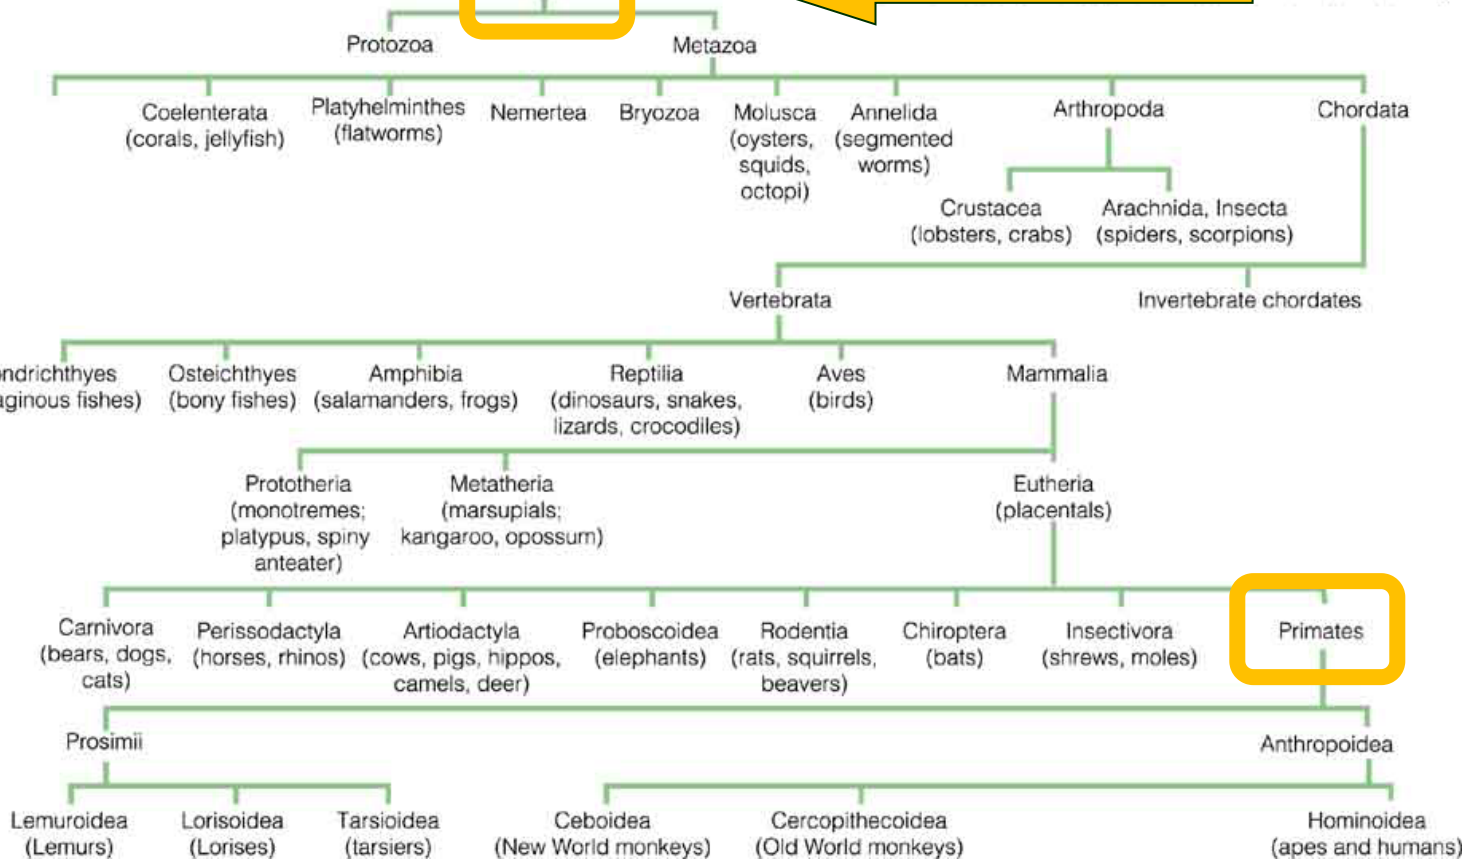 Protozoa
Metazoa
Coelenterata
(corals, jellyfish)
Platyhelminthes
(flatworms)
Nemertea
Bryozoa
Molusca
(oysters,
squids,
octopi)
Annelida
(segmented
worms)
Arthropoda
Chordata
Crustacea
(lobsters, crabs)
Arachnida, Insecta
(spiders, scorpions)
Vertebrata
Invertebrate chordates
ndrichthyes
aginous fishes)
Osteichthyes
(bony fishes)
Amphibia
(salamanders, frogs)
Reptilia
(dinosaurs, snakes,
lizards, crocodiles)
Aves
(birds)
Mammalia
Prototheria
(monotremes;
platypus, spiny
anteater)
Metatheria
(marsupials;
kangaroo, opossum)
Eutheria
(placentals)
Carnivora
(bears, dogs,
cats)
Perissodactyla
(horses, rhinos)
Artiodactyla
(cows, pigs, hippos,
camels, deer)
Proboscoidea
(elephants)
Rodentia
(rats, squirrels,
beavers)
Chiroptera
(bats)
Insectivora
(shrews, moles)
Primates
Prosimii
Anthropoidea
Lemuroidea
(Lemurs)
Lorisoidea
(Lorises)
Tarsioidea
(tarsiers)
Ceboidea
(New World monkeys)
Cercopithecoidea
(Old World monkeys)
Hominoidea
(apes and humans)